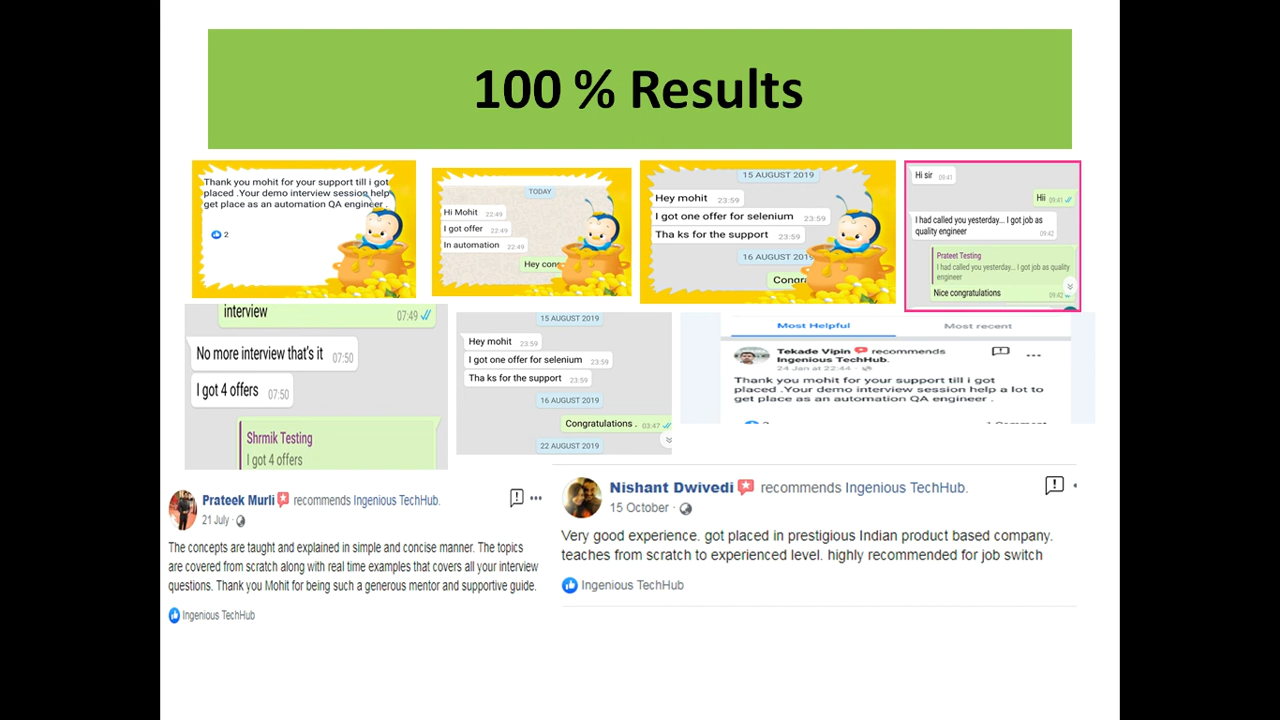 100 % Results
Thank you mohit for your support till i got
placed .Your demo interview session help
get place as an automation QA engineer .
2
TODAY
Hi Mohit 22:49
I got offer 22:49
In automation 22:49
Hey
15 AUGUST 2019
Hey mohit 23:59
I got one offer for selenium 23:59
Tha ks for the support 23:59
16 AUGUST
Hi sir 09:41
Hii 09:41
I had called you yesterday... I got job as
quality engineer 09:42
Prateet Testing
I had called you yesterday... I got job as quality
engineer
Nice congratulations 09:42
interview 07:49
No more interview that's it 07:50
I got 4 offers 07:50
Shrmik Testing
I got 4 offers
15 AUGUST 2019
Hey mohit 23:59
I got one offer for selenium 23:59
Tha ks for the support 23:59
16 AUGUST 2019
Congratulations . 03:47
22 AUGUST 2019
Most Helpful Most recent
Tekade Vipin recommends
Ingenious TechHub.
24 Jan at 22:44
Thank you mohit for your support till i got
placed .Your demo interview session help a lot to
get place as an automation QA engineer .
Prateek Murli recommends Ingenious TechHub.
21 July
The concepts are taught and explained in simple and concise manner. The topics
are covered from scratch along with real time examples that covers all your interview
questions. Thank you Mohit for being such a generous mentor and supportive guide.
Ingenious TechHub
Nishant Dwivedi recommends Ingenious TechHub.
15 October
Very good experience. got placed in prestigious Indian product based company.
teaches from scratch to experienced level. highly recommended for job switch
Ingenious TechHub